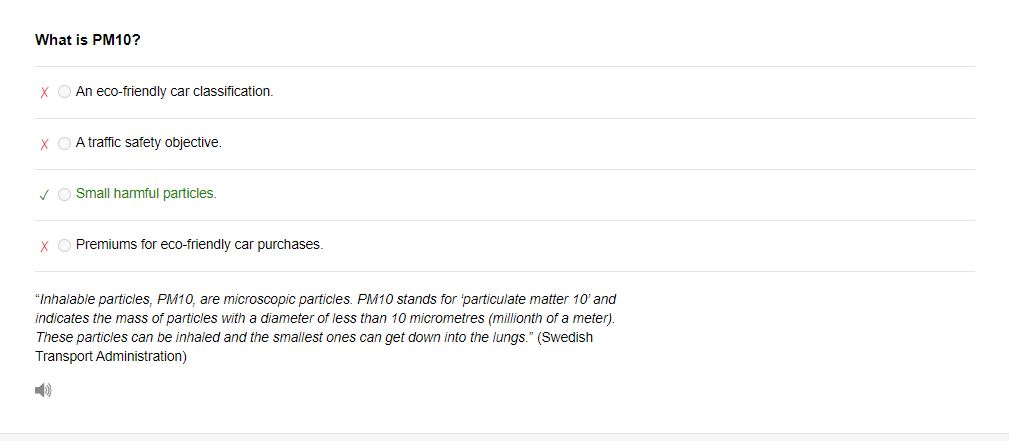 What is PM10?
X An eco-friendly car classification.
X A traffic safety objective.
✓ Small harmful particles.
X Premiums for eco-friendly car purchases.
“Inhalable particles, PM10, are microscopic particles. PM10 stands for ‘particulate matter 10’ and
indicates the mass of particles with a diameter of less than 10 micrometres (millionth of a meter).
These particles can be inhaled and the smallest ones can get down into the lungs.” (Swedish
Transport Administration)